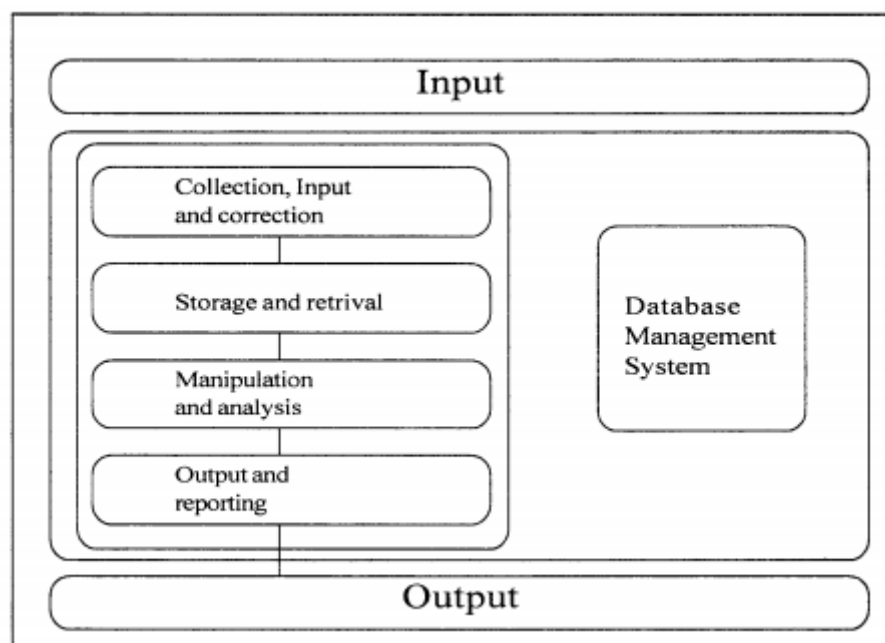 Input
Collection, Input
and correction
Storage and retrival
Manipulation
and analysis
Output and
reporting
Database
Management
System
Output